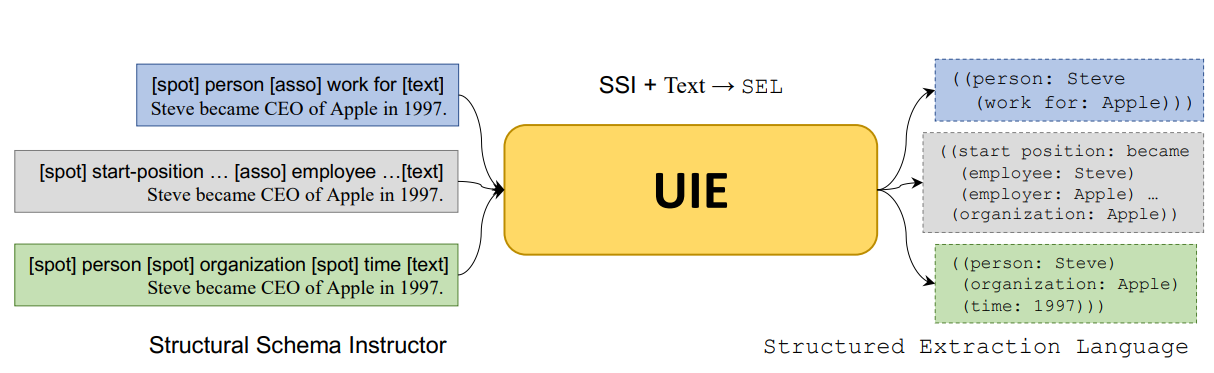 [spot] person [asso] work for [text]
Steve became CEO of Apple in 1997.
[spot] start-position … [asso] employee …[text]
Steve became CEO of Apple in 1997.
[spot] person [spot] organization [spot] time [text]
Steve became CEO of Apple in 1997.
Structural Schema Instructor
SSI + Text → SEL
UIE
((person: Steve
(work for: Apple)))
((start position: became
(employee: Steve)
(employer: Apple) …
(organization: Apple))
((person: Steve)
(organization: Apple)
(time: 1997)))
Structured Extraction Language